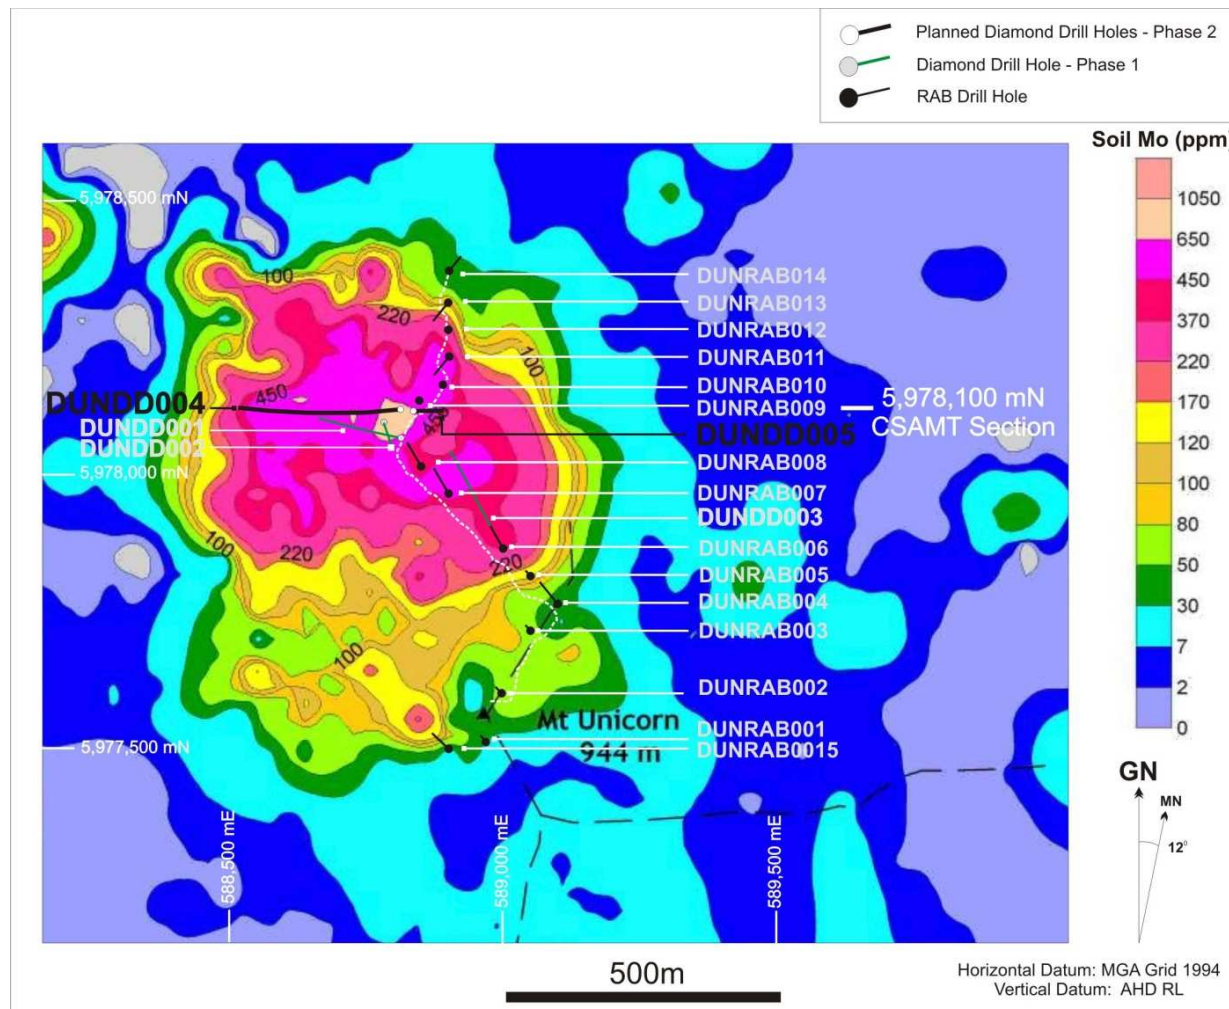 Planned Diamond Drill Holes - Phase 2
Diamond Drill Hole - Phase 1
RAB Drill Hole
Soil Mo (ppm)
1050
650
450
370
220
170
120
100
80
50
30
7
2
0
5,978,500 mN
100
220
100
DUNRAB014
DUNRAB013
DUNRAB012
DUNRAB011
DUNRAB010
DUNRAB009
450
DUNDD004
450
5,978,100 mN
CSAMT Section
DUNDD001
DUNDD002
DUNDD005
5,978,000 mN
DUNRAB008
DUNRAB007
DUNDD003
DUNRAB006
DUNRAB005
DUNRAB004
DUNRAB003
100
220
220
100
DUNRAB002
Mt Unicorn
944 m
DUNRAB001
DUNRAB0015
5,977,500 mN
588,500 mE
589,000 mE
589,500 mE
GN
MN
12°
500m
Horizontal Datum: MGA Grid 1994
Vertical Datum: AHD RL